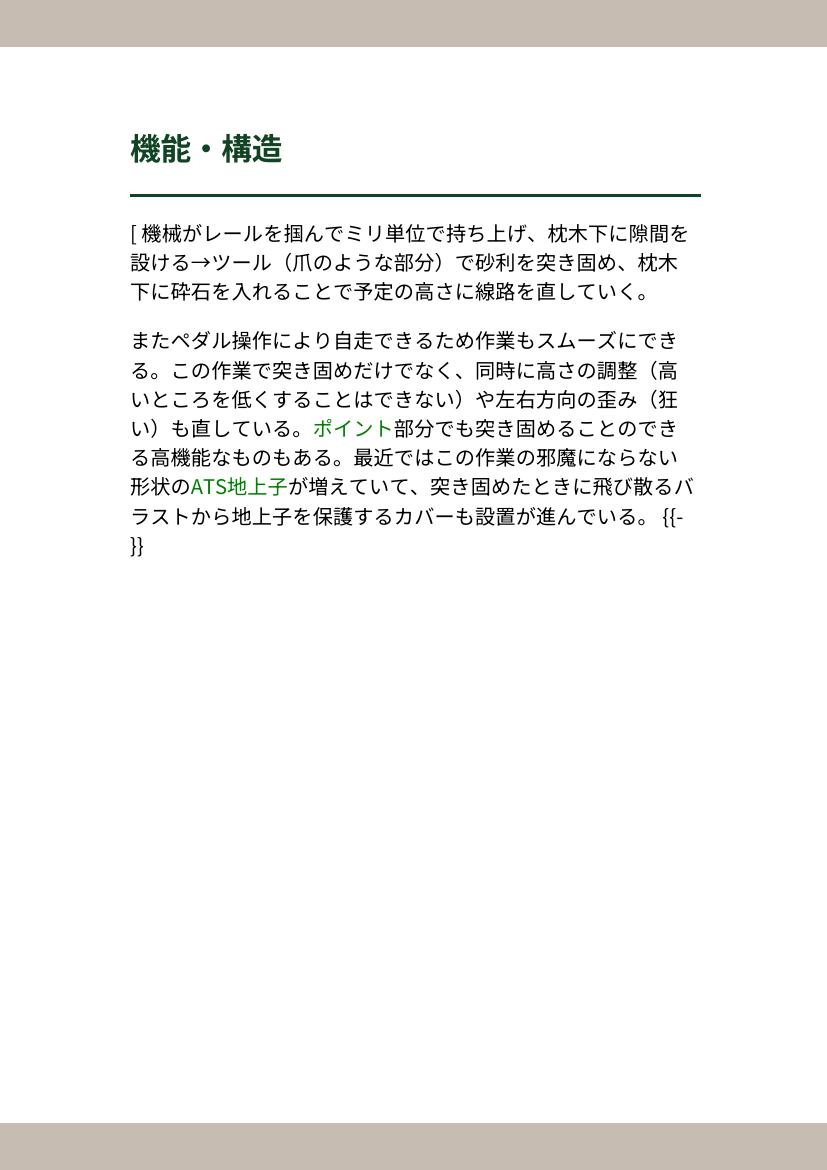 機能・構造
[ 機械がレールを掴んでミリ単位で持ち上げ、枕木下に隙間を
設ける→ツール（爪のような部分）で砂利を突き固め、枕木
下に砕石を入れることで予定の高さに線路を直していく。
またペダル操作により自走できるため作業もスムーズにでき
る。この作業で突き固めだけでなく、同時に高さの調整（高
いところを低くすることはできない）や左右方向の歪み（狂
い）も直している。ポイント部分でも突き固めることのでき
る高機能なものもある。最近ではこの作業の邪魔にならない
形状のATS地上子が増えていて、突き固めたときに飛び散るバ
ラストから地上子を保護するカバーも設置が進んでいる。 {{-
}}